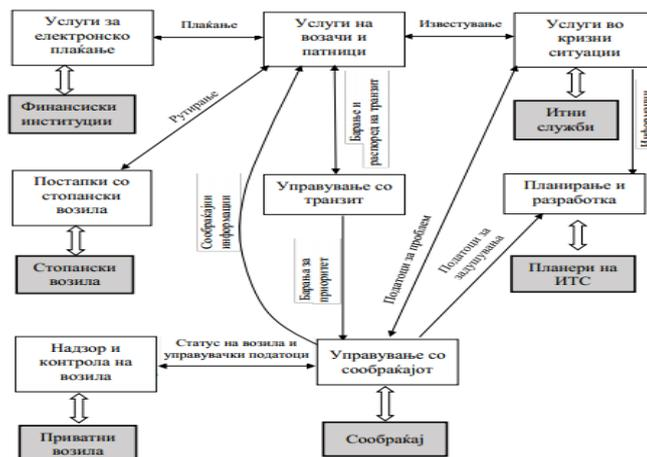 Услуги за
електронско
плаќање
Плаќање
Услуги на
возачи и
патници
Известување
Услуги во
кризни
ситуации
Финансиски
институции
Рутирање
Барање и
распоред на транзит
Итни
служби
Постапки со
стопански
возила
Сообраќајни
информации
Управување со
транзит
Планирање и
разработка
Стопански
возила
Барања за
приоритет
Податоци за проблем
Податоци за
задушувања
Планери на
ИТС
Надзор и
контрола на
возила
Статус на возила и
управувачки податоци
Управување со
сообраќајот
Приватни
возила
Сообраќај